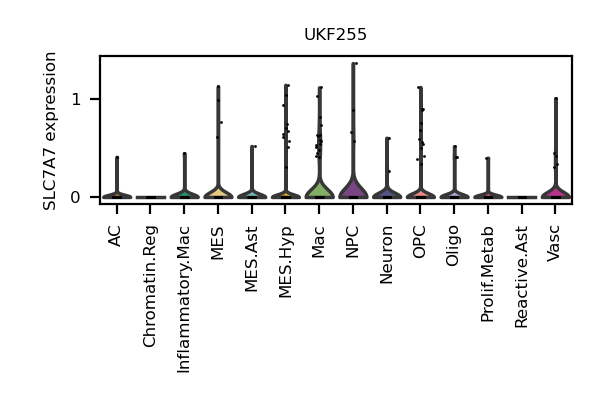 UKF255
SLC7A7 expression
1
0
AC
Chromatin.Reg
Inflammatory.Mac
MES
MES.Ast
MES.Hyp
Mac
NPC
Neuron
OPC
Oligo
Prolif.Metab
Reactive.Ast
Vasc